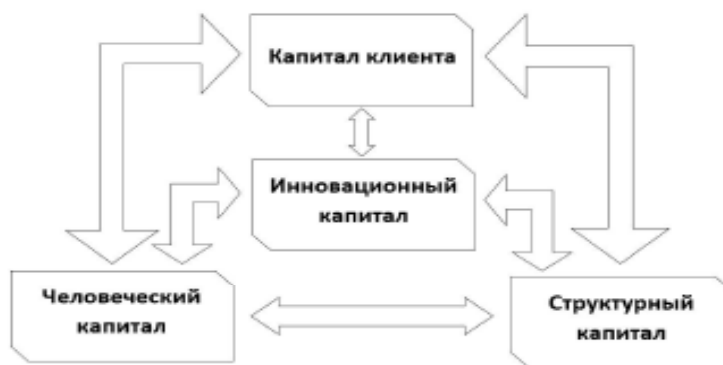 Капитал клиента
Инновационный
капитал
Человеческий
капитал
Структурный
капитал